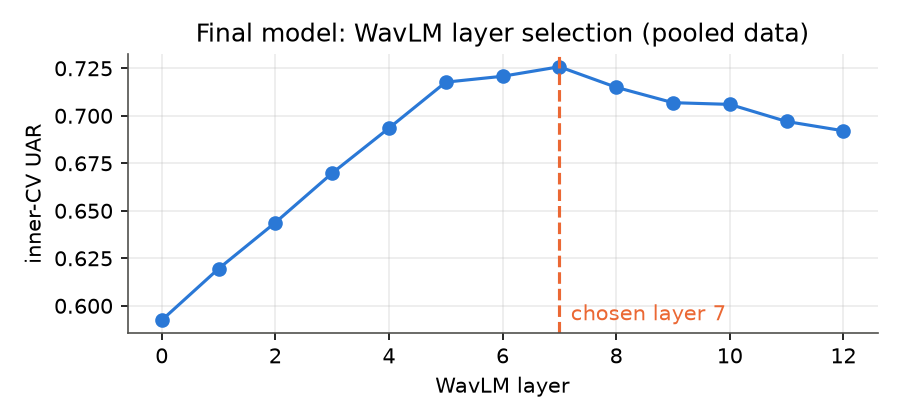 Final model: WavLM layer selection (pooled data)
inner-CV UAR
0.725
0.700
0.675
0.650
0.625
0.600
chosen layer 7
0 2 4 6 8 10 12
WavLM layer